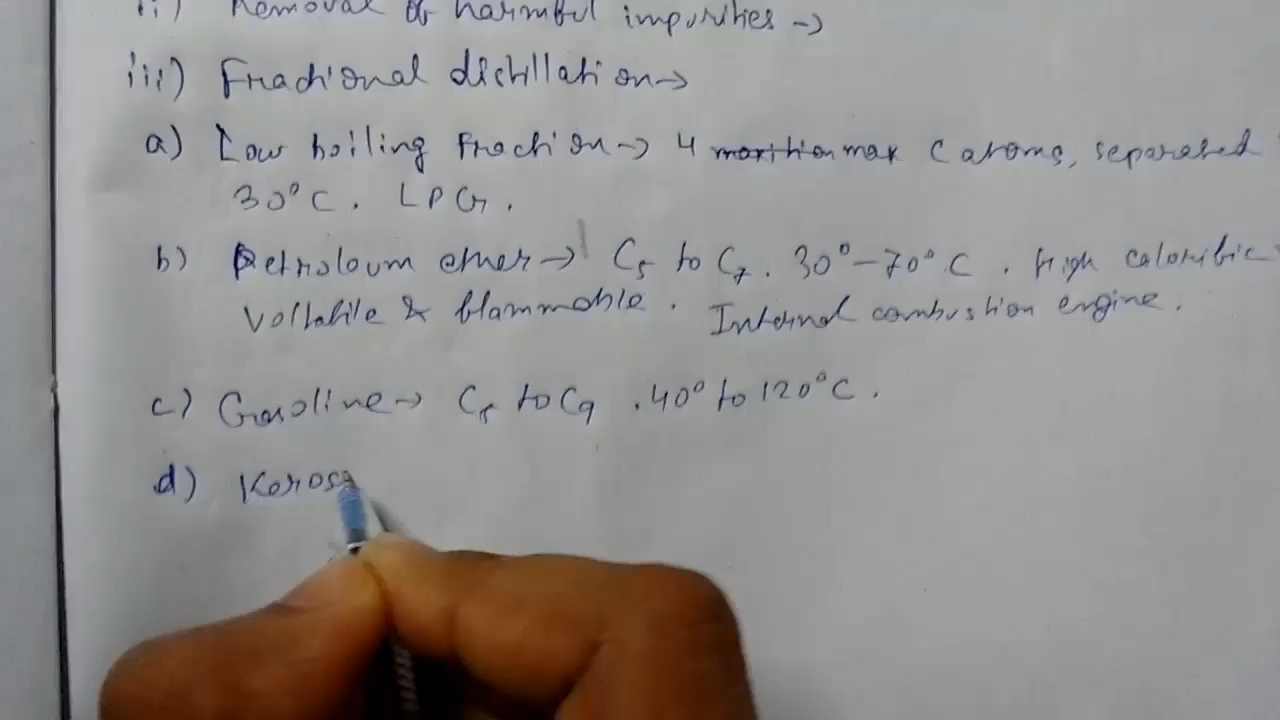 ii) Removal of harmful impurities →
iii) Fractional distillation →
a) Low boiling fraction → 4 max C atoms, separated
30°C. LPG.
b) Petroleum ether → C5 to C7. 30°-70°C. High calorific
Vollatile & flammable. Internal combustion engine.
c) Gasoline → C5 to C9. 40° to 120°C.
d) Keros